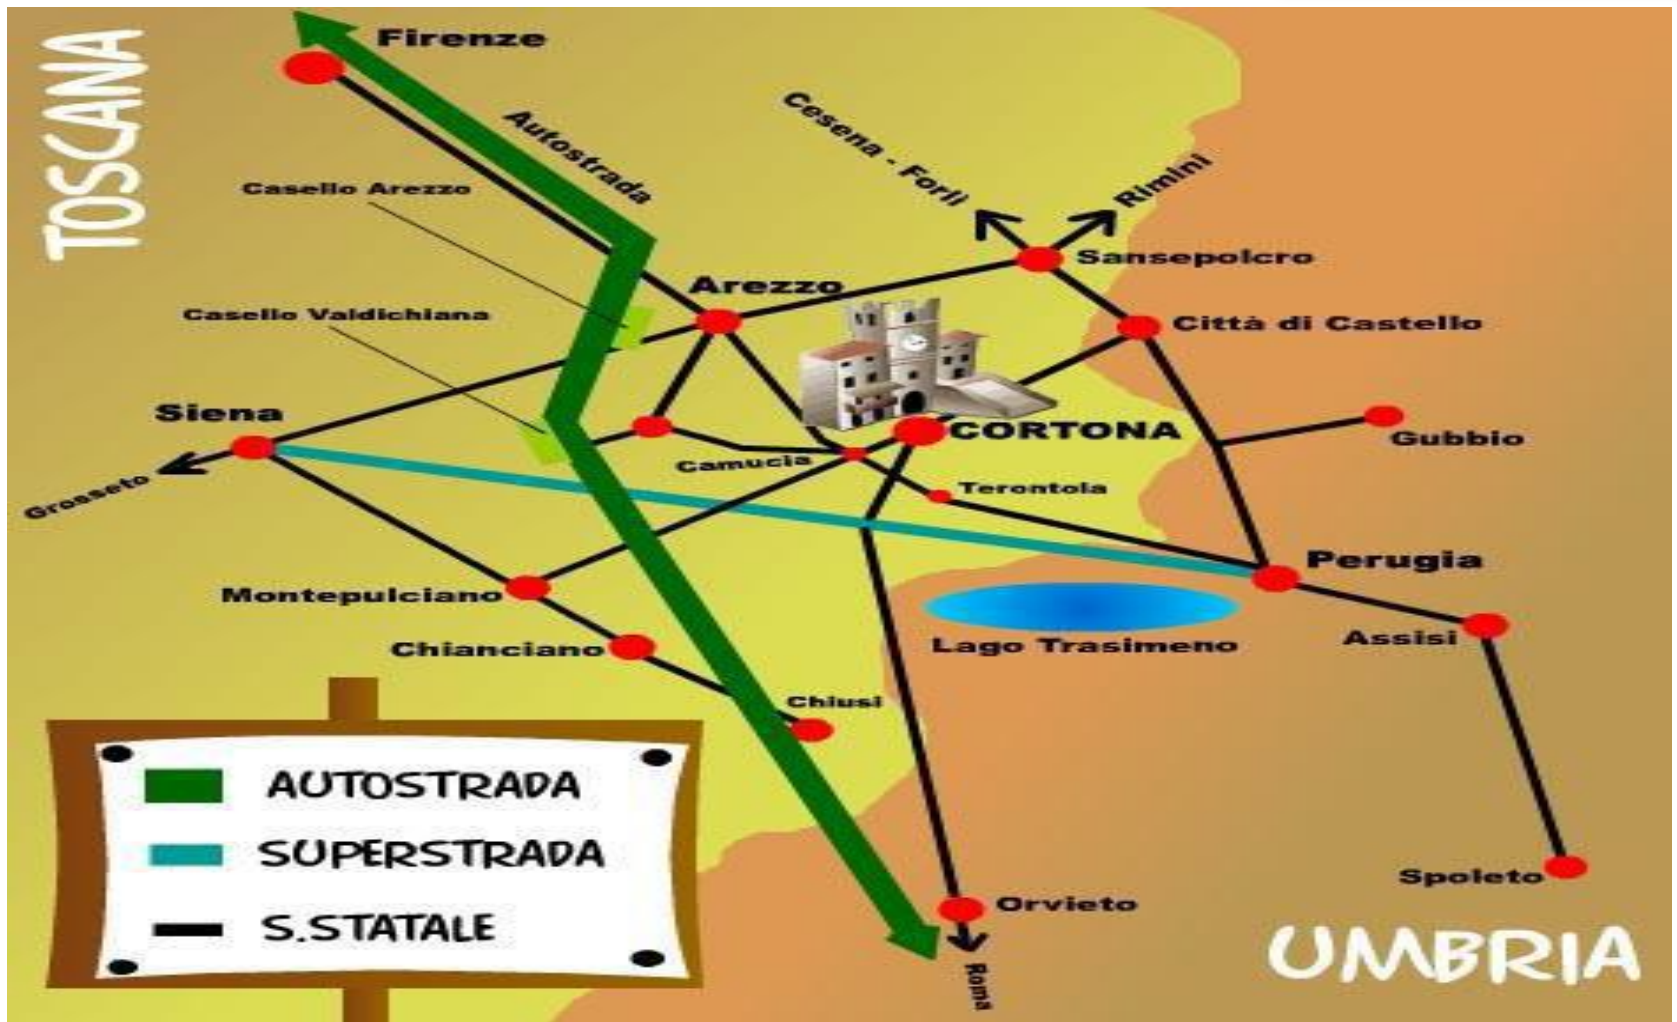 TOSCANA
Firenze
Autostrada
Cesena - Forlì
Rimini
Casello Arezzo
Sansepolcro
Arezzo
Casello Valdichiana
Città di Castello
Siena
CORTONA
Gubbio
Camucia
Grosseto
Terontola
Perugia
Montepulciano
Assisi
Lago Trasimeno
Chianciano
Chiusi
AUTOSTRADA
SUPERSTRADA
S.STATALE
Spoleto
Orvieto
UMBRIA
Roma